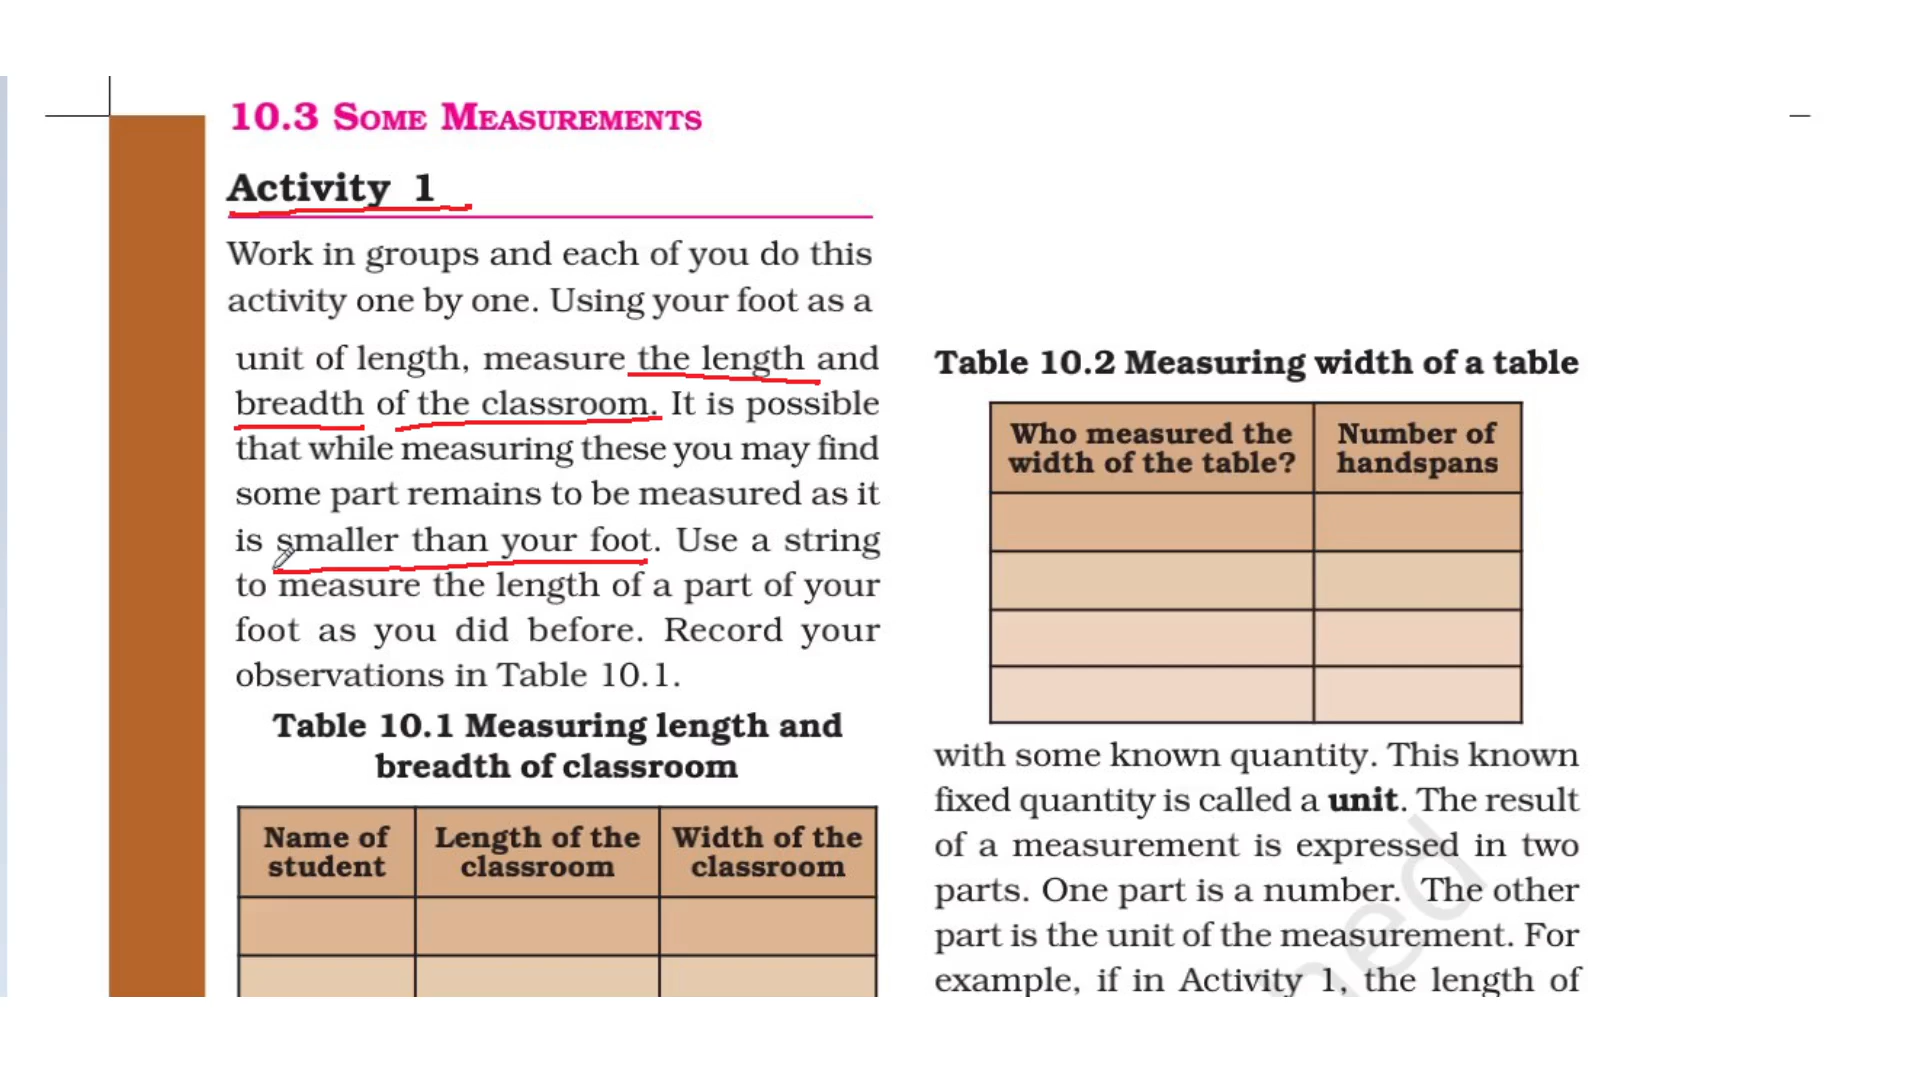 10.3 Some Measurements
Activity 1
Work in groups and each of you do this
activity one by one. Using your foot as a
unit of length, measure the length and
breadth of the classroom. It is possible
that while measuring these you may find
some part remains to be measured as it
is smaller than your foot. Use a string
to measure the length of a part of your
foot as you did before. Record your
observations in Table 10.1.
Table 10.1 Measuring length and
breadth of classroom
Name of student
Length of the classroom
Width of the classroom
Table 10.2 Measuring width of a table
Who measured the width of the table?
Number of handspans
with some known quantity. This known
fixed quantity is called a unit. The result
of a measurement is expressed in two
parts. One part is a number. The other
part is the unit of the measurement. For
example, if in Activity 1, the length of